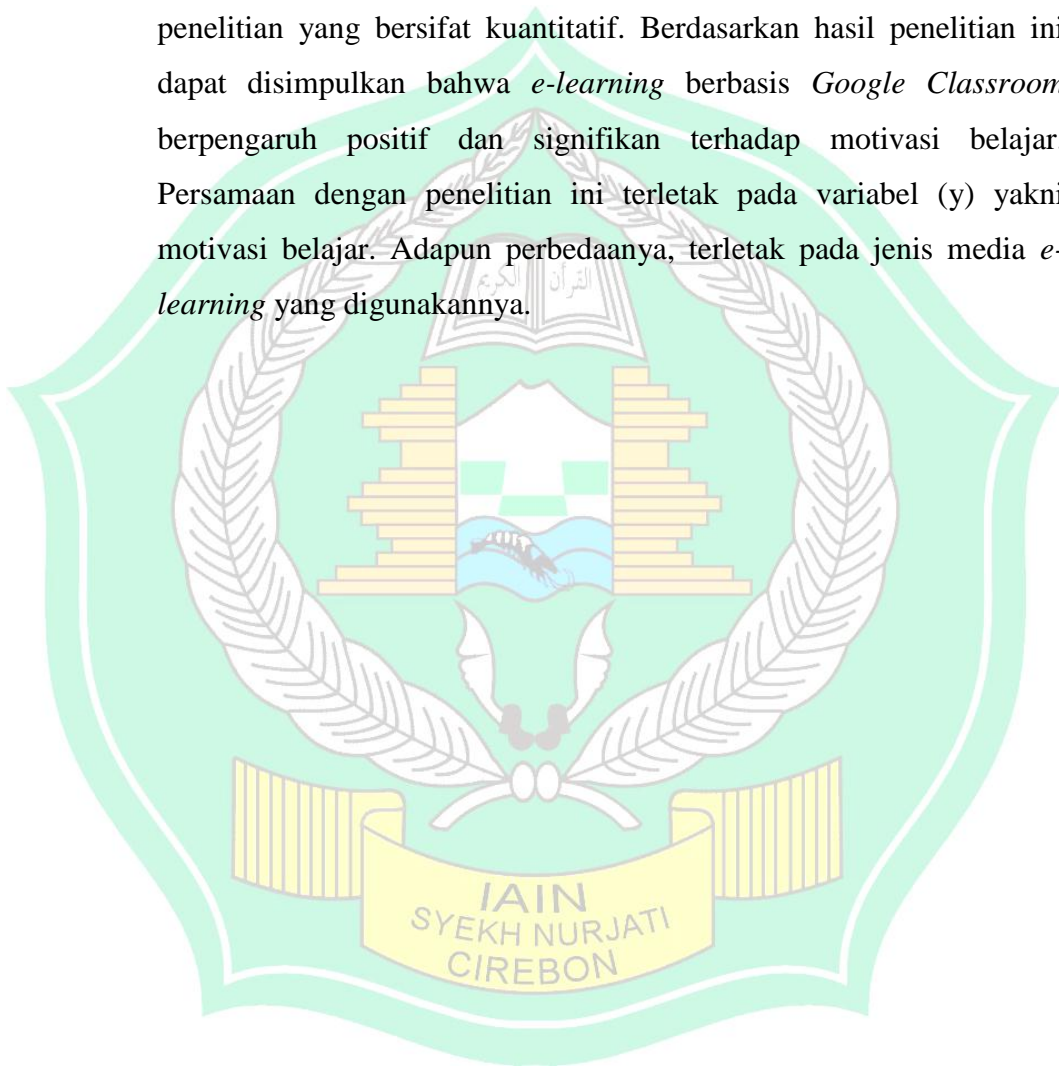 penelitian yang bersifat kuantitatif. Berdasarkan hasil penelitian ini
dapat disimpulkan bahwa e-learning berbasis Google Classroom
berpengaruh positif dan signifikan terhadap motivasi belajar.
Persamaan dengan penelitian ini terletak pada variabel (y) yakni
motivasi belajar. Adapun perbedaanya, terletak pada jenis media e-
learning yang digunakannya.
القرآن الكريم
IAIN
SYEKH NURJATI
CIREBON